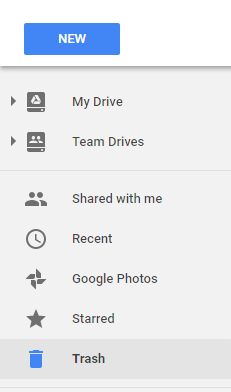 NEW
My Drive
Team Drives
Shared with me
Recent
Google Photos
Starred
Trash